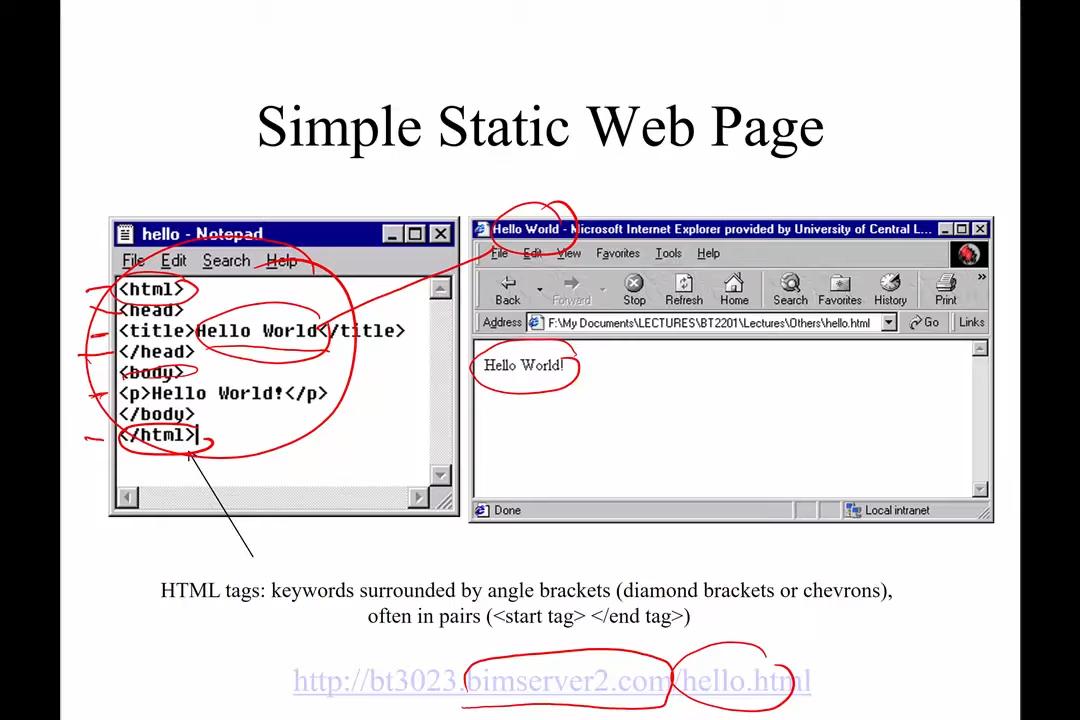 Simple Static Web Page
hello - Notepad
File Edit Search Help
<html>
<head>
<title>Hello World</title>
</head>
<body>
<p>Hello World!</p>
</body>
</html>
Hello World - Microsoft Internet Explorer provided by University of Central L...
File Edit View Favorites Tools Help
Back Forward Stop Refresh Home Search Favorites History Print »
Address F:\My Documents\LECTURES\BT2201\Lectures\Others\hello.html Go Links
Hello World!
Done Local intranet
HTML tags: keywords surrounded by angle brackets (diamond brackets or chevrons),
often in pairs (<start tag> </end tag>)
http://bt3023.bimserver2.com/hello.html